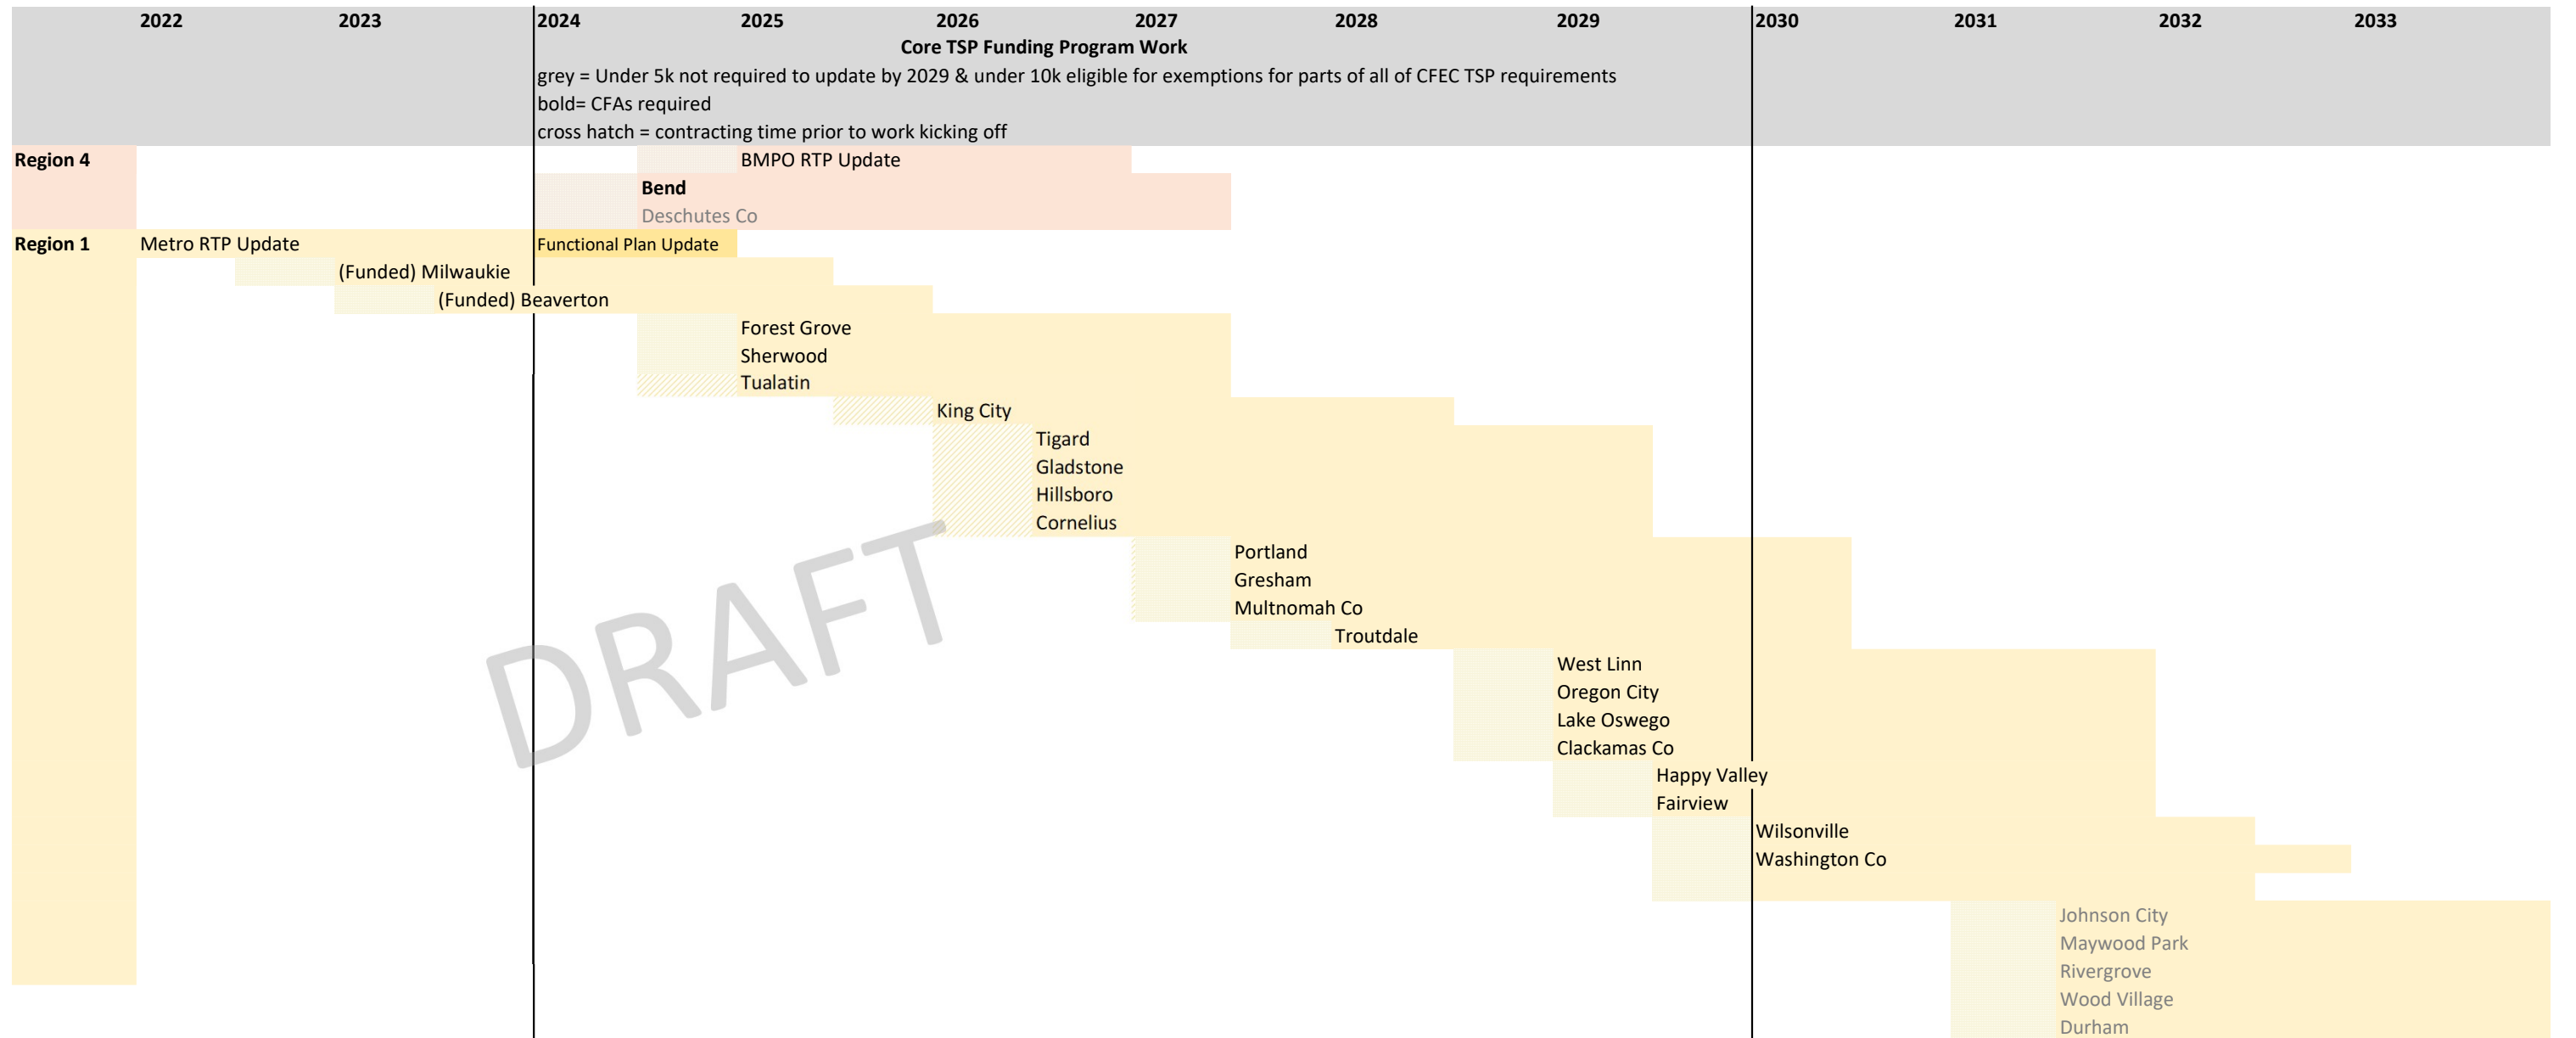 2022 2023 2024 2025 2026 2027 2028 2029 2030 2031 2032 2033
Core TSP Funding Program Work
grey = Under 5k not required to update by 2029 & under 10k eligible for exemptions for parts of all of CFEC TSP requirements
bold= CFAs required
cross hatch = contracting time prior to work kicking off
Region 4 BMPO RTP Update
Bend
Deschutes Co
Region 1 Metro RTP Update Functional Plan Update
(Funded) Milwaukie
(Funded) Beaverton
Forest Grove
Sherwood
Tualatin
King City
Tigard
Gladstone
Hillsboro
Cornelius
Portland
Gresham
Multnomah Co
Troutdale
West Linn
Oregon City
Lake Oswego
Clackamas Co
Happy Valley
Fairview
Wilsonville
Washington Co
Johnson City
Maywood Park
Rivergrove
Wood Village
Durham
DRAFT